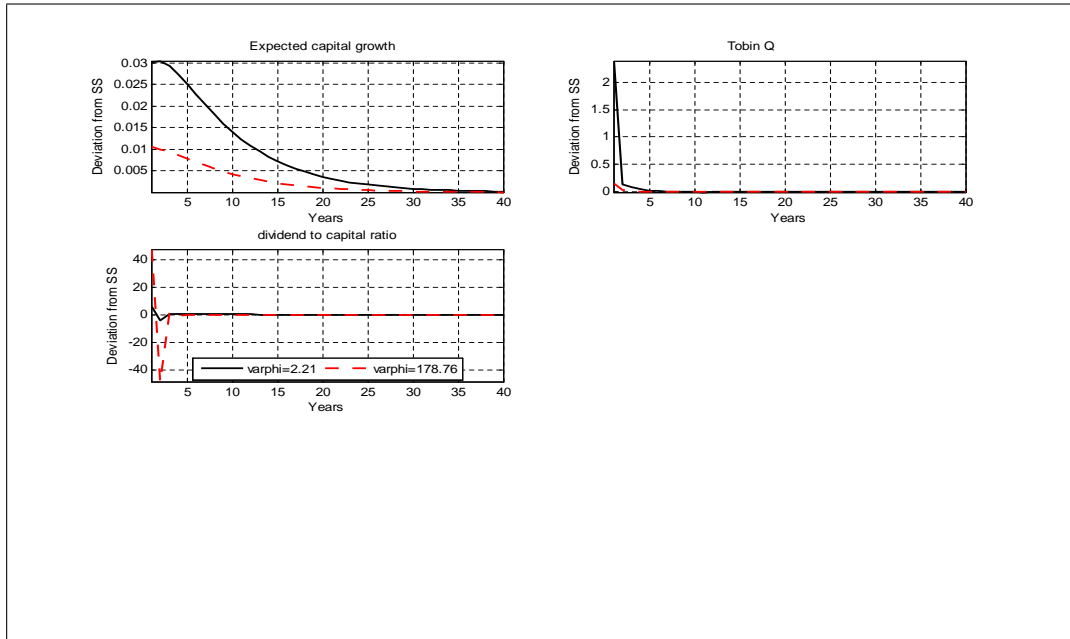 Expected capital growth
0.03
0.025
0.02
0.015
0.01
0.005
Deviation from SS
5 10 15 20 25 30 35 40
Years
Tobin Q
2
1.5
1
0.5
0
Deviation from SS
5 10 15 20 25 30 35 40
Years
dividend to capital ratio
40
20
0
-20
-40
Deviation from SS
varphi=2.21 varphi=178.76
5 10 15 20 25 30 35 40
Years